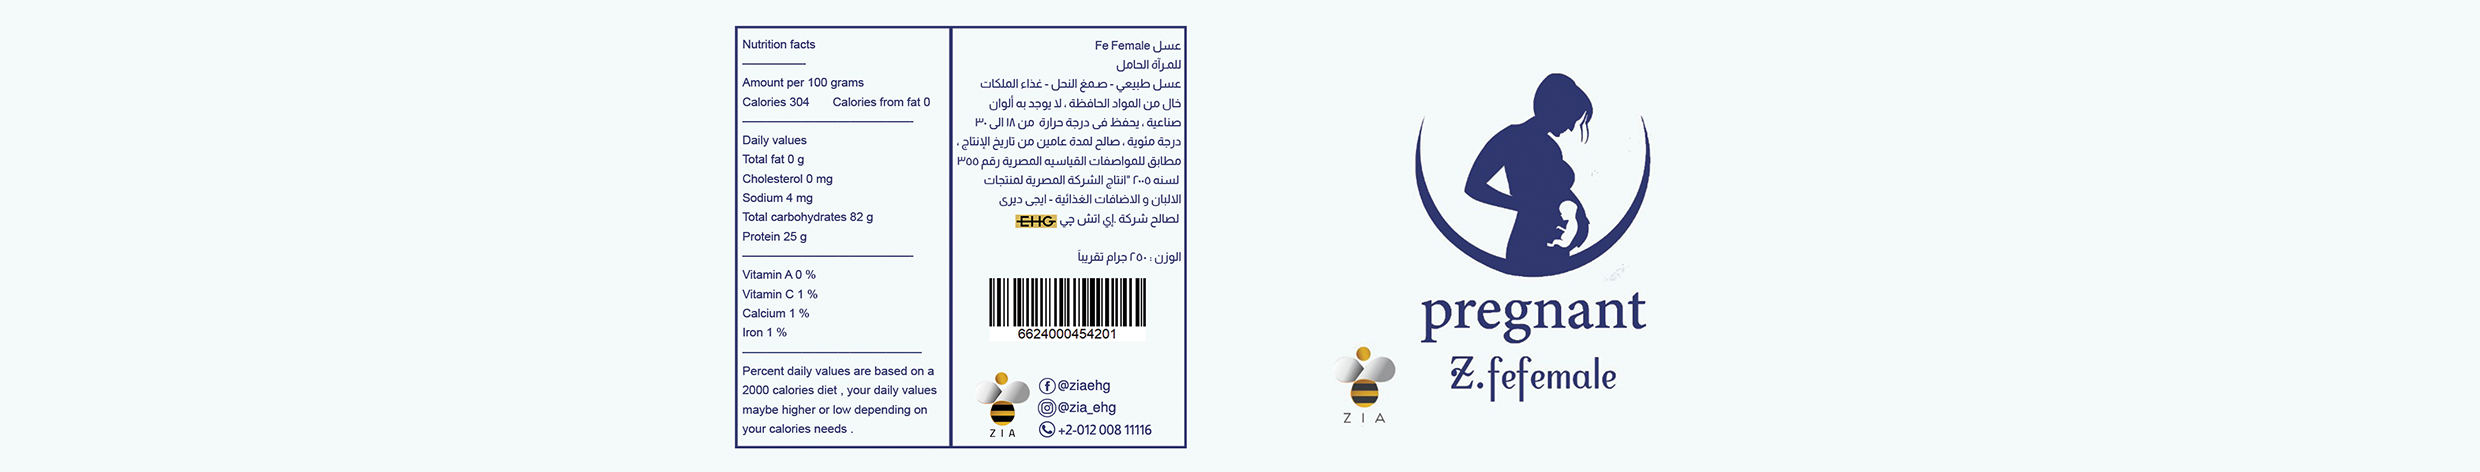 Nutrition facts
Amount per 100 grams
Calories 304 Calories from fat 0
Daily values
Total fat 0 g
Cholesterol 0 mg
Sodium 4 mg
Total carbohydrates 82 g
Protein 25 g
Vitamin A 0 %
Vitamin C 1 %
Calcium 1 %
Iron 1 %
Percent daily values are based on a
2000 calories diet , your daily values
maybe higher or low depending on
your calories needs .
عسل Fe Female
للمرآة الحامل
عسل طبيعي - صمغ النحل - غذاء الملكات
خال من المواد الحافظة ، لا يوجد به ألوان
صناعية ، يحفظ فى درجة حرارة من ١٨ الى ٣٠
درجة مئوية ، صالح لمدة عامين من تاريخ الإنتاج ،
مطابق للمواصفات القياسيه المصرية رقم ٣٥٥
لسنه ٢٠٠٥ "انتاج الشركة المصرية لمنتجات
الالبان و الاضافات الغذائية - ايجى ديرى
لصالح شركة .إي اتش چي EHG
الوزن : ٢٥٠ جرام تقريباً
6624000454201
@ziaehg
@zia_ehg
+2-012 008 11116
ZIA
pregnant
Z.fefemale
ZIA